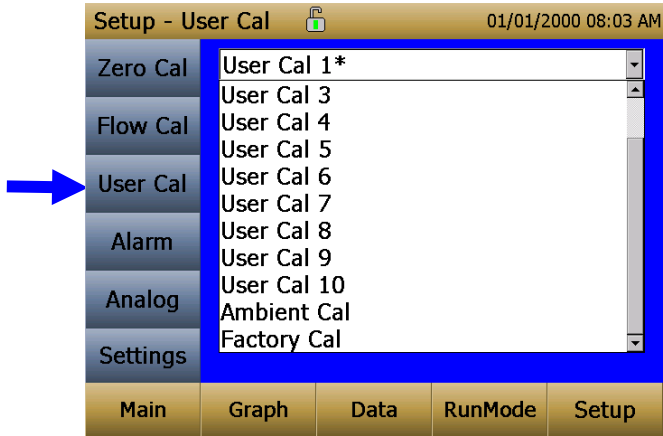 Setup - User Cal 01/01/2000 08:03 AM
Zero Cal
Flow Cal
User Cal
Alarm
Analog
Settings
User Cal 1*
User Cal 3
User Cal 4
User Cal 5
User Cal 6
User Cal 7
User Cal 8
User Cal 9
User Cal 10
Ambient Cal
Factory Cal
Main Graph Data RunMode Setup